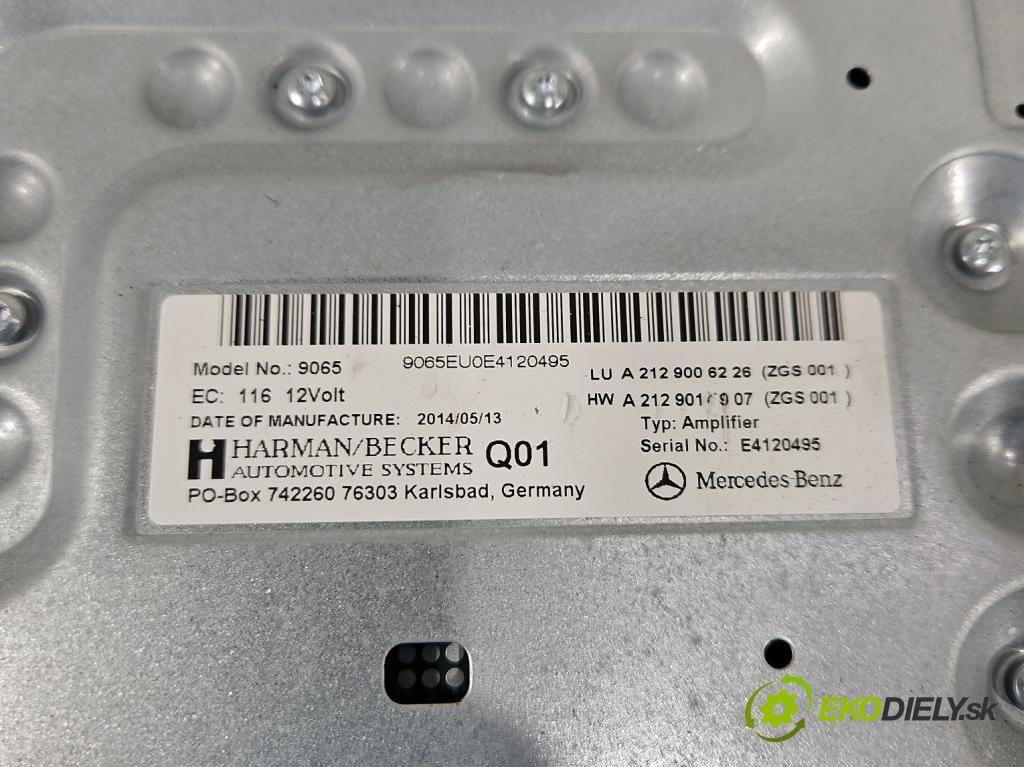 9065EU0E4120495
Model No.: 9065
EC: 116 12Volt
DATE OF MANUFACTURE: 2014/05/13
HARMAN/BECKER
AUTOMOTIVE SYSTEMS
Q01
PO-Box 742260 76303 Karlsbad, Germany
LU A 212 900 62 26 (ZGS 001 )
HW A 212 9 07 (ZGS 001 )
Typ: Amplifier
Serial No.: E4120495
Mercedes-Benz
EKODIELY.sk